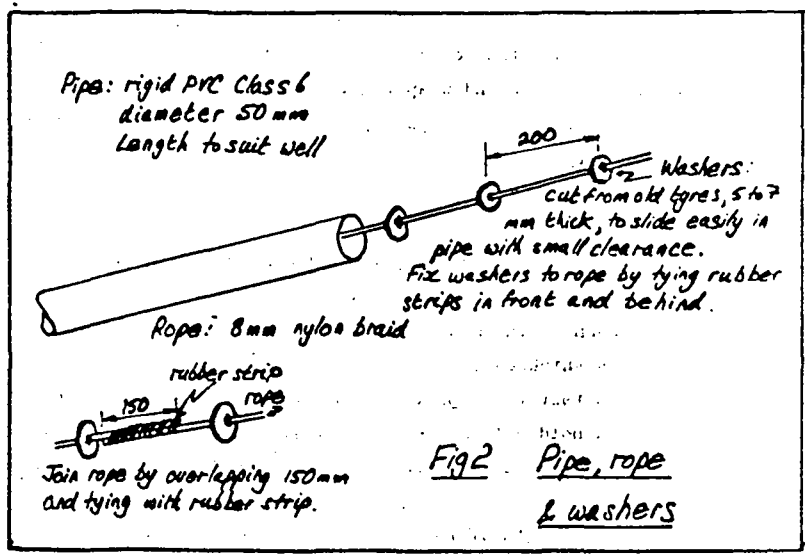 Pipe: rigid PVC Class 6
diameter 50 mm
Length to suit well
200
Washers:
cut from old tyres, 5 to 7
mm thick, to slide easily in
pipe with small clearance.
Fix washers to rope by tying rubber
strips in front and behind.
Rope: 8mm nylon braid
rubber strip
150
rope
Join rope by overlapping 150mm
and tying with rubber strip.
Fig 2 Pipe, rope
& washers